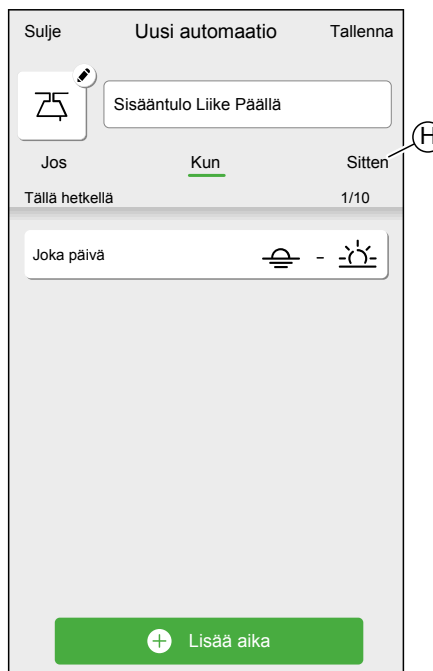 Sulje Uusi automaatio Tallenna
Sisääntulo Liike Päällä
Jos Kun Sitten
H
Tällä hetkellä 1/10
Joka päivä -
Lisää aika